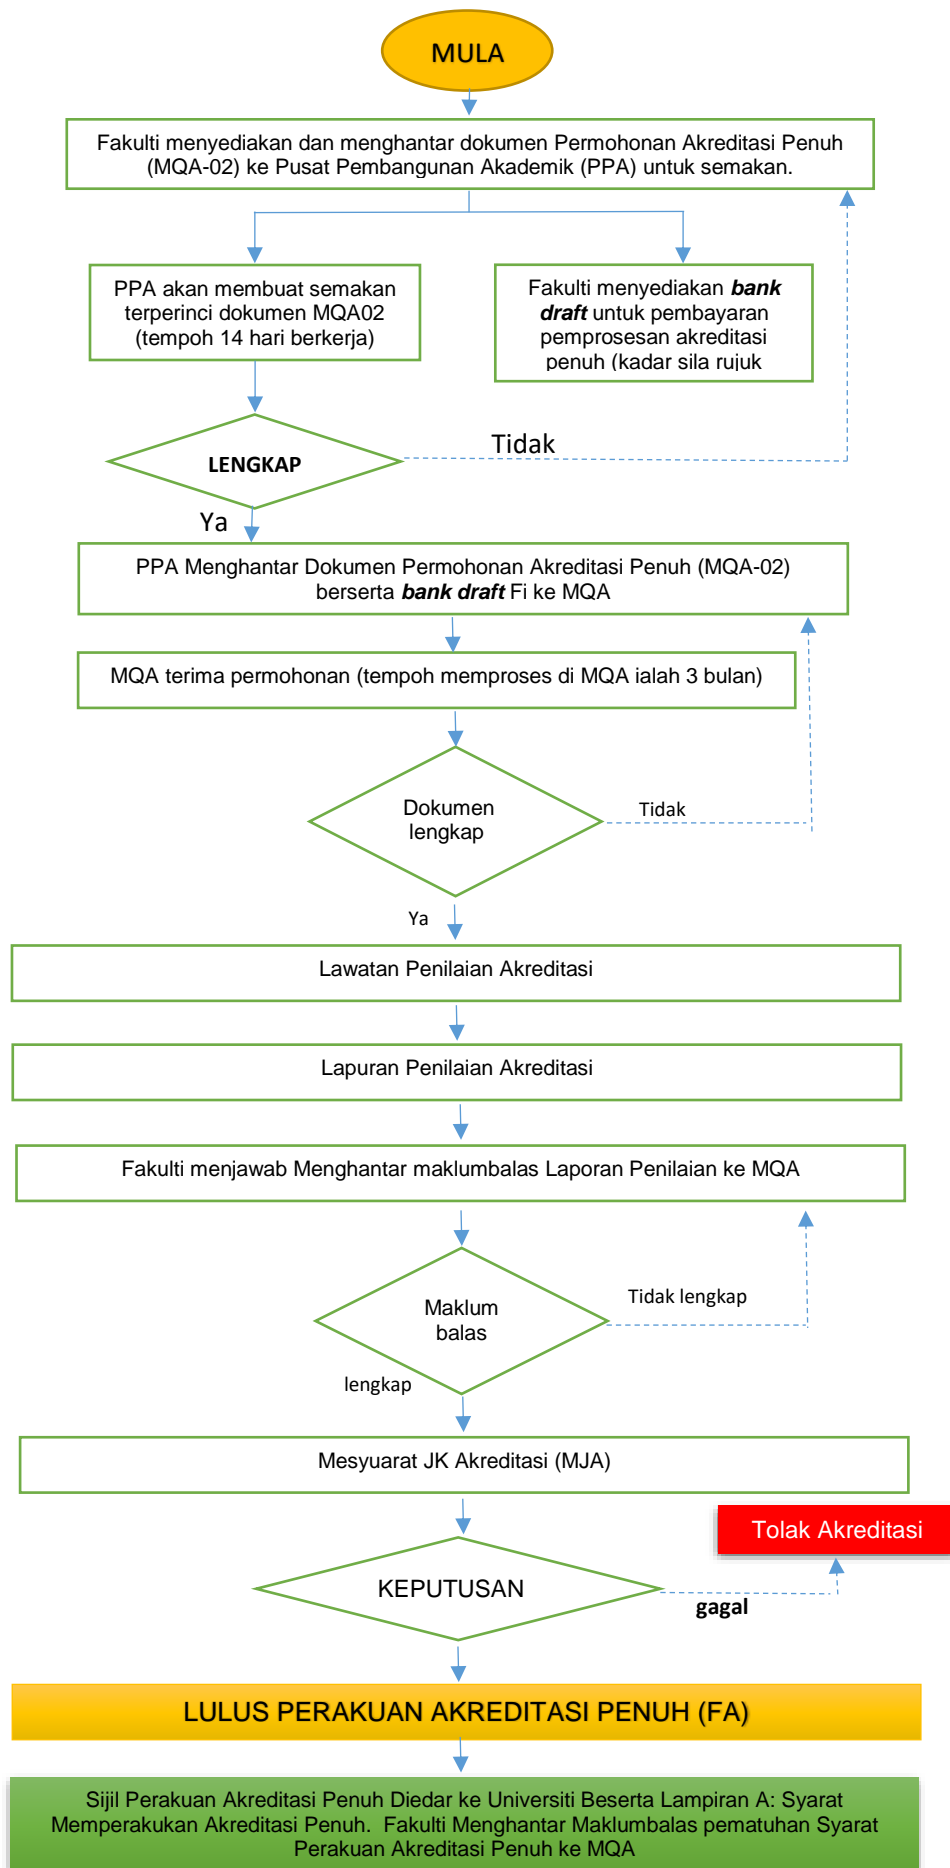 MULA
Fakulti menyediakan dan menghantar dokumen Permohonan Akreditasi Penuh
(MQA-02) ke Pusat Pembangunan Akademik (PPA) untuk semakan.
PPA akan membuat semakan
terperinci dokumen MQA02
(tempoh 14 hari berkerja)
Fakulti menyediakan bank
draft untuk pembayaran
pemprosesan akreditasi
penuh (kadar sila rujuk
LENGKAP
Tidak
Ya
PPA Menghantar Dokumen Permohonan Akreditasi Penuh (MQA-02)
berserta bank draft Fi ke MQA
MQA terima permohonan (tempoh memproses di MQA ialah 3 bulan)
Dokumen
lengkap
Tidak
Ya
Lawatan Penilaian Akreditasi
Lapuran Penilaian Akreditasi
Fakulti menjawab Menghantar maklumbalas Laporan Penilaian ke MQA
Maklum
balas
Tidak lengkap
lengkap
Mesyuarat JK Akreditasi (MJA)
Tolak Akreditasi
KEPUTUSAN
gagal
LULUS PERAKUAN AKREDITASI PENUH (FA)
Sijil Perakuan Akreditasi Penuh Diedar ke Universiti Beserta Lampiran A: Syarat
Memperakukan Akreditasi Penuh. Fakulti Menghantar Maklumbalas pematuhan Syarat
Perakuan Akreditasi Penuh ke MQA